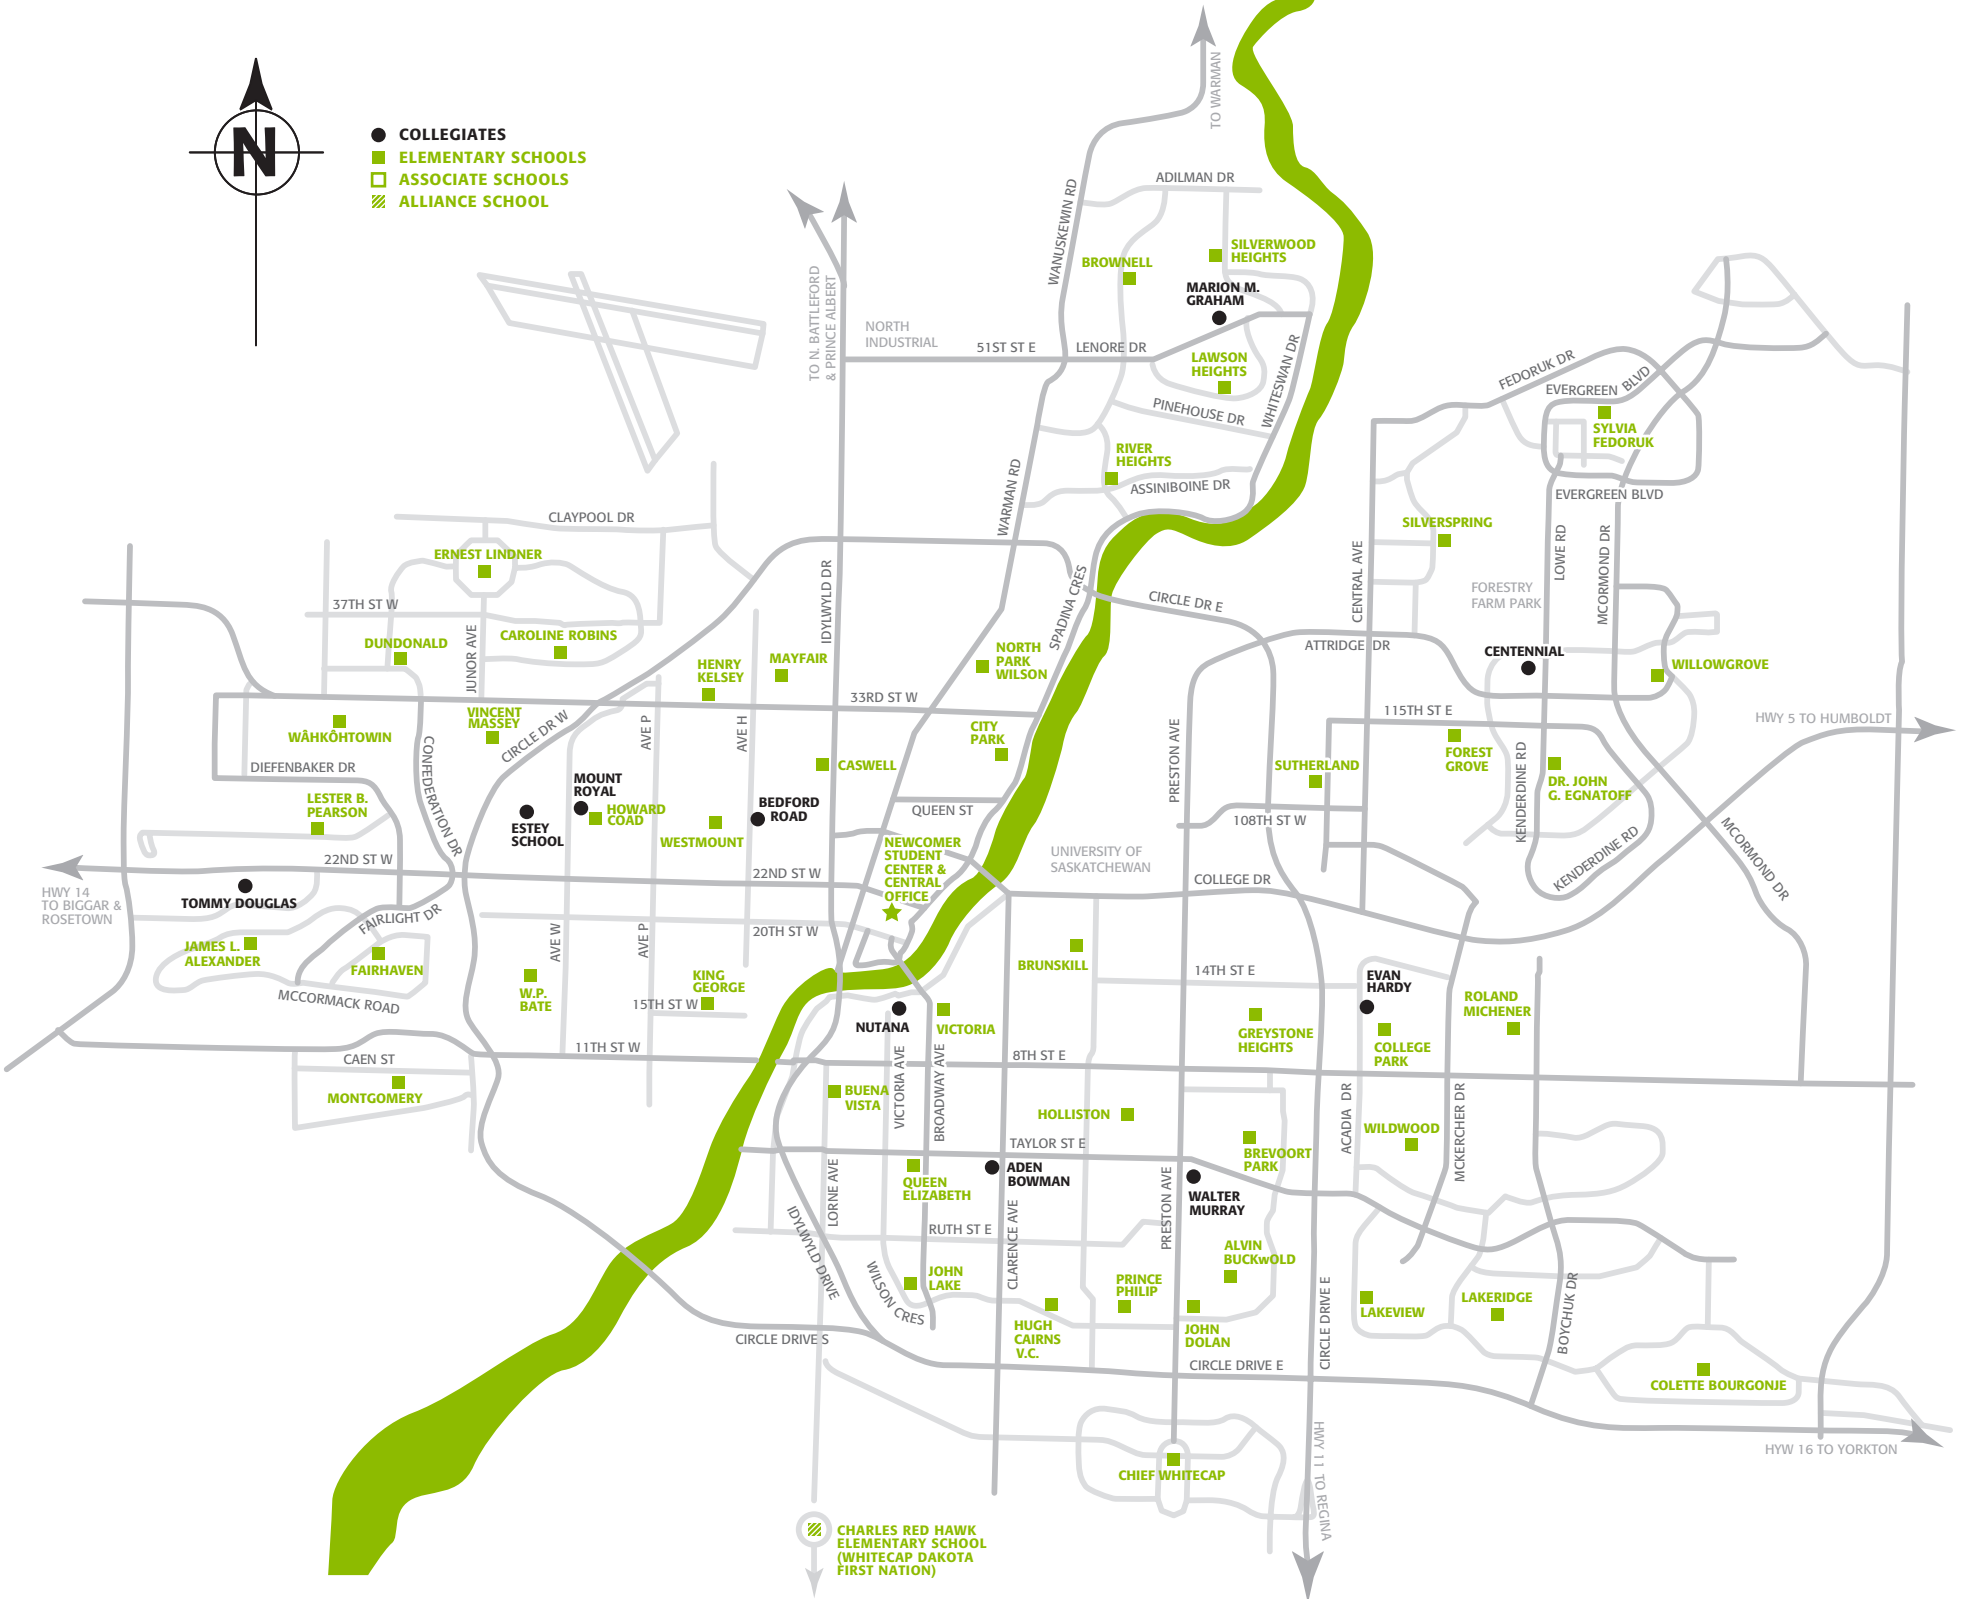 N
COLLEGIATES
ELEMENTARY SCHOOLS
ASSOCIATE SCHOOLS
ALLIANCE SCHOOL
TO WARMAN
ADILMAN DR
WANUSKEWIN RD
SILVERWOOD
HEIGHTS
BROWNELL
MARION M.
GRAHAM
TO N. BATTLEFORD
& PRINCE ALBERT
NORTH
INDUSTRIAL
51ST ST E
LENORE DR
LAWSON
HEIGHTS
WHITESWAN DR
PINEHOUSE DR
RIVER
HEIGHTS
ASSINIBOINE DR
WARMAN RD
FEDORUK DR
EVERGREEN BLVD
SYLVIA
FEDORUK
EVERGREEN BLVD
SILVERSPRING
CENTRAL AVE
LOWE RD
MCORMOND DR
FORESTRY
FARM PARK
CLAYPOOL DR
ERNEST LINDNER
37TH ST W
DUNDONALD
JUNOR AVE
CAROLINE ROBINS
IDYLWYLD DR
SPADINA CRES
CIRCLE DR E
ATTRIDGE DR
CENTENNIAL
WILLOWGROVE
HENRY
KELSEY
MAYFAIR
NORTH
PARK
WILSON
33RD ST W
VINCENT
MASSEY
CIRCLE DR W
AVE P
AVE H
CITY
PARK
PRESTON AVE
115TH ST E
HWY 5 TO HUMBOLDT
WÂHKÔHTOWIN
DIEFENBAKER DR
CONFEDERATION DR
CASWELL
SUTHERLAND
FOREST
GROVE
KENDERDINE RD
DR. JOHN
G. EGNATOFF
LESTER B.
PEARSON
MOUNT
ROYAL
HOWARD
COAD
ESTEY
SCHOOL
WESTMOUNT
BEDFORD
ROAD
QUEEN ST
108TH ST W
KENDERDINE RD
MCORMOND DR
NEWCOMER
STUDENT
CENTER &
CENTRAL
OFFICE
UNIVERSITY OF
SASKATCHEWAN
22ND ST W
22ND ST W
COLLEGE DR
HWY 14
TO BIGGAR &
ROSETOWN
TOMMY DOUGLAS
FAIRLIGHT DR
20TH ST W
AVE W
AVE P
JAMES L.
ALEXANDER
FAIRHAVEN
MCCORMACK ROAD
W.P.
BATE
KING
GEORGE
15TH ST W
BRUNSKILL
14TH ST E
EVAN
HARDY
ROLAND
MICHENER
NUTANA
VICTORIA
GREYSTONE
HEIGHTS
COLLEGE
PARK
11TH ST W
8TH ST E
CAEN ST
MONTGOMERY
BUENA
VISTA
VICTORIA AVE
BROADWAY AVE
HOLLISTON
ACADIA DR
WILDWOOD
MCKERCHER DR
TAYLOR ST E
BREVOORT
PARK
LORNE AVE
QUEEN
ELIZABETH
ADEN
BOWMAN
PRESTON AVE
WALTER
MURRAY
IDYLWYLD DRIVE
RUTH ST E
CLARENCE AVE
ALVIN
BUCKwOLD
WILSON CRES
JOHN
LAKE
PRINCE
PHILIP
CIRCLE DRIVE E
LAKEVIEW
LAKERIDGE
BOYCHUK DR
HUGH
CAIRNS
V.C.
JOHN
DOLAN
CIRCLE DRIVE S
CIRCLE DRIVE E
COLETTE BOURGONJE
HWY 11 TO REGINA
HYW 16 TO YORKTON
CHIEF WHITECAP
CHARLES RED HAWK
ELEMENTARY SCHOOL
(WHITECAP DAKOTA
FIRST NATION)